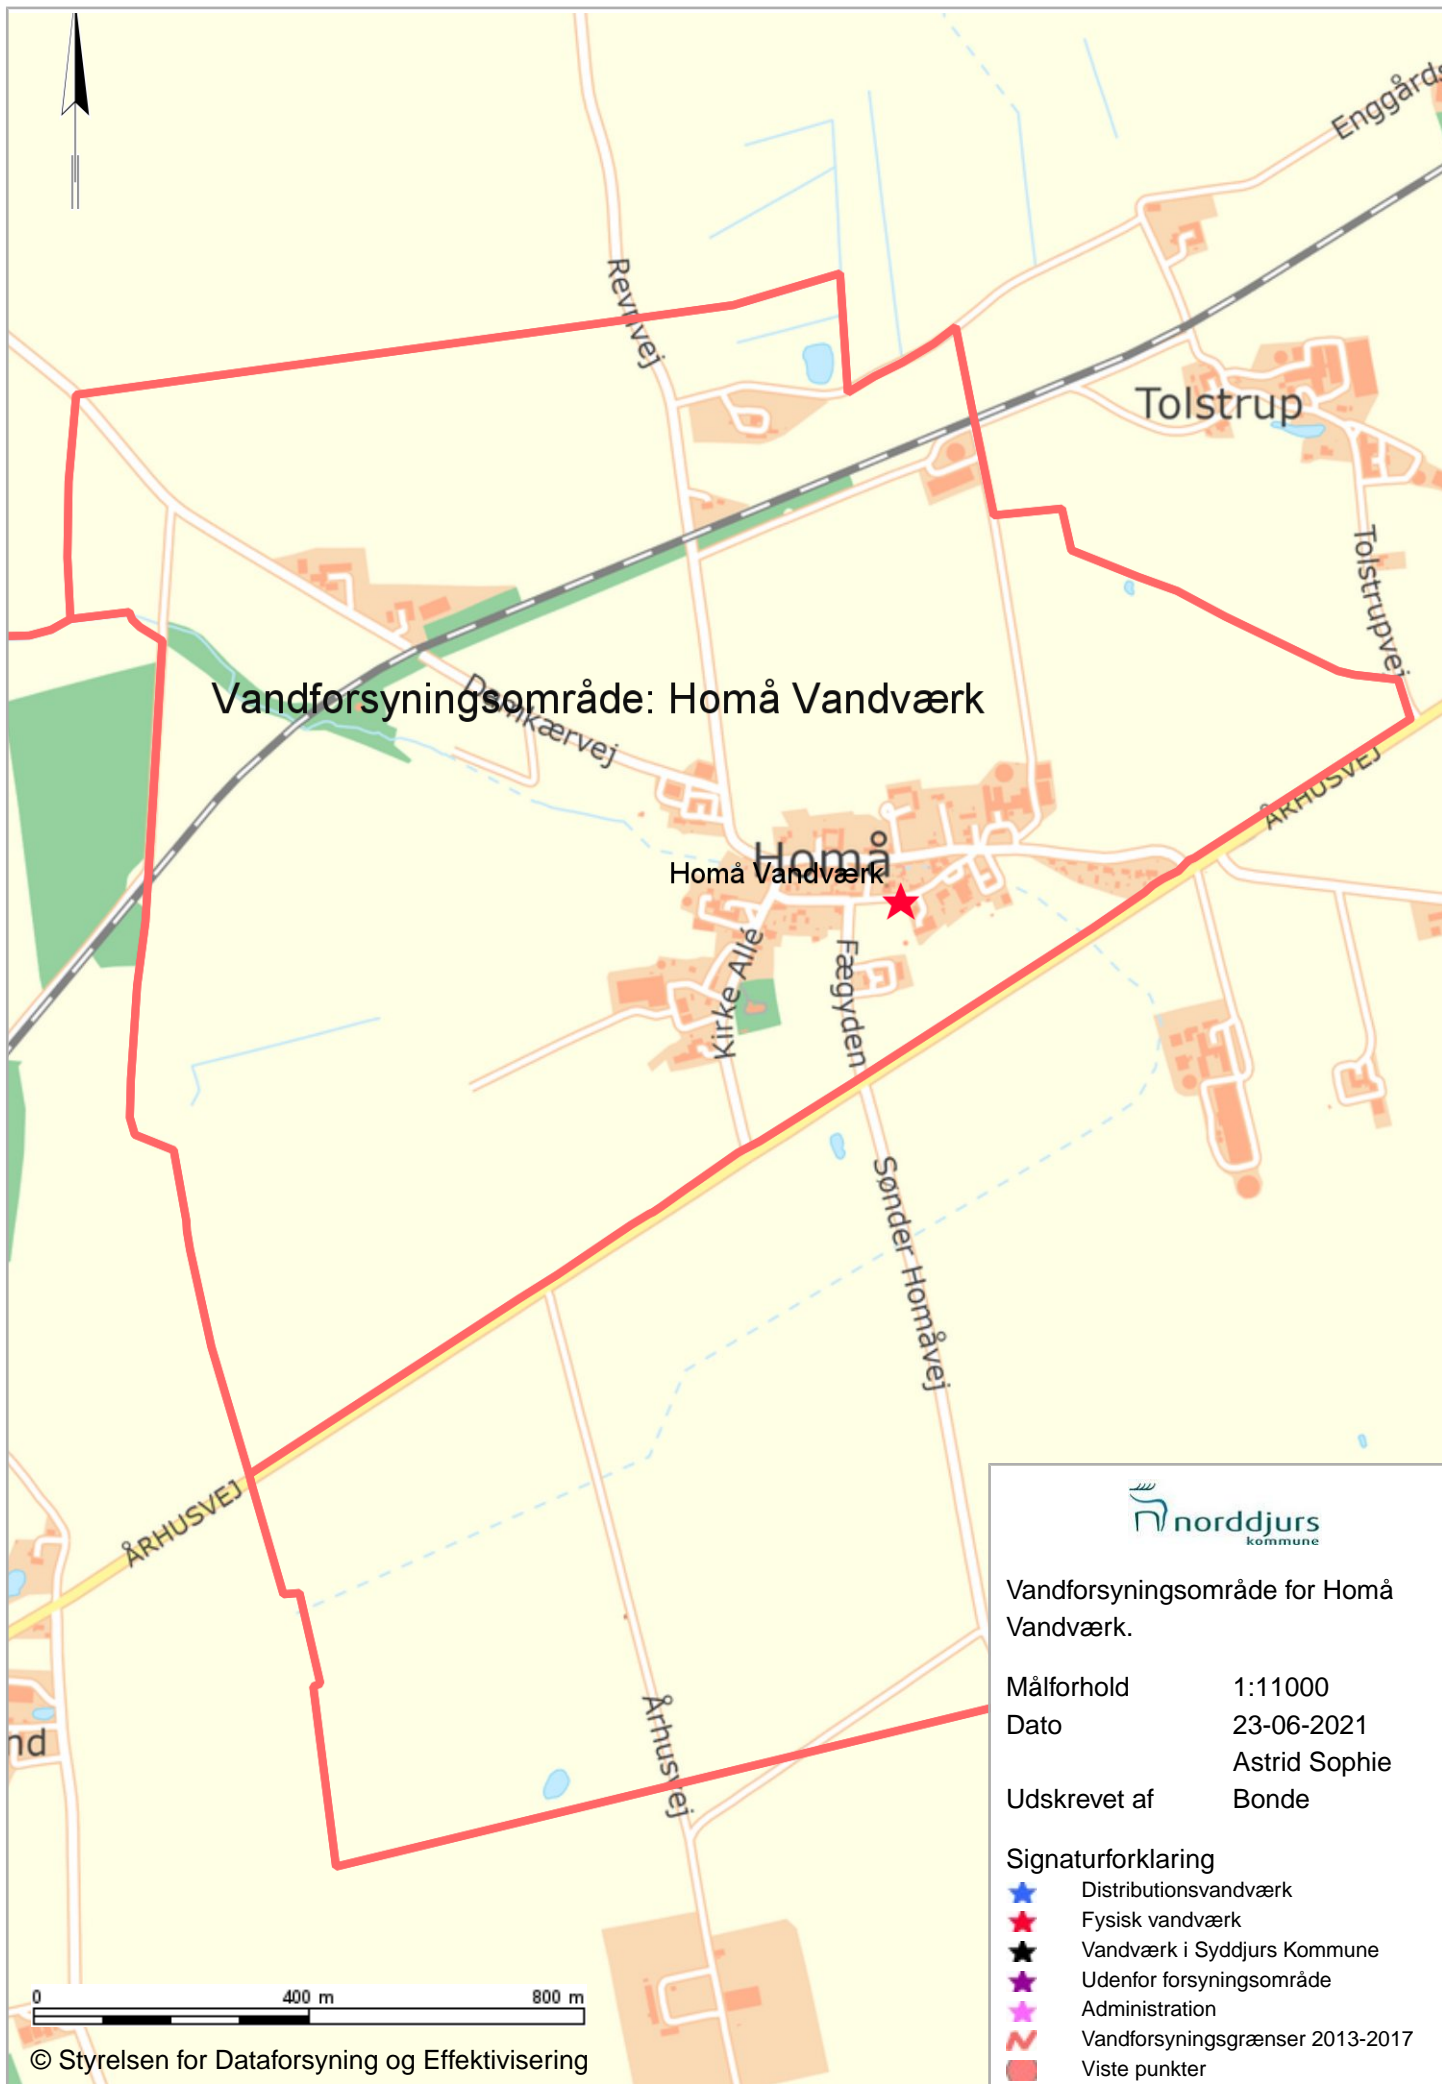 Enggårds
Revnvej
Tolstrup
Tolstrupvej
Vandforsyningsområde: Homå Vandværk
Damkærvej
ÅRHUSVEJ
Homå
Homå Vandværk
Kirke Allé
Fægyden
Sønder Homåvej
ÅRHUSVEJ
nd
Århusvej
norddjurs
kommune
Vandforsyningsområde for Homå
Vandværk.
Målforhold 1:11000
Dato 23-06-2021
Astrid Sophie
Udskrevet af Bonde
Signaturforklaring
Distributionsvandværk
Fysisk vandværk
Vandværk i Syddjurs Kommune
Udenfor forsyningsområde
Administration
Vandforsyningsgrænser 2013-2017
Viste punkter
0 400 m 800 m
© Styrelsen for Dataforsyning og Effektivisering